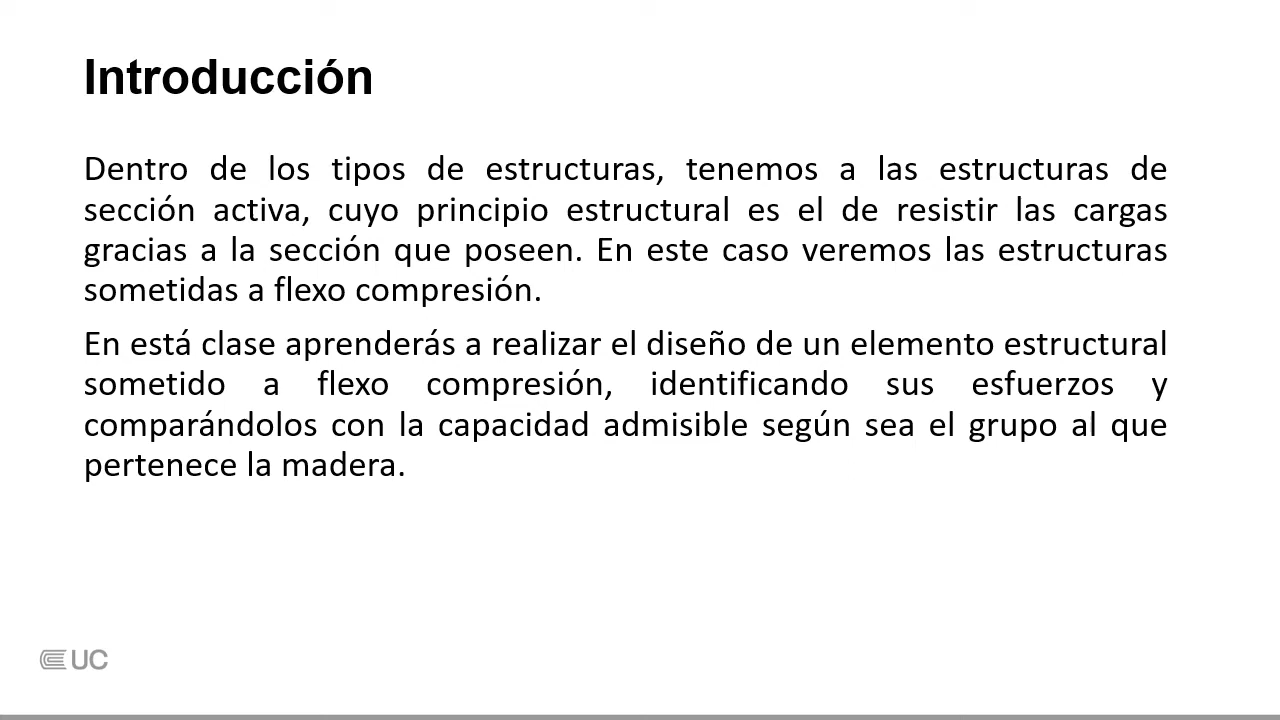 Introducción
Dentro de los tipos de estructuras, tenemos a las estructuras de
sección activa, cuyo principio estructural es el de resistir las cargas
gracias a la sección que poseen. En este caso veremos las estructuras
sometidas a flexo compresión.
En está clase aprenderás a realizar el diseño de un elemento estructural
sometido a flexo compresión, identificando sus esfuerzos y
comparándolos con la capacidad admisible según sea el grupo al que
pertenece la madera.
UC